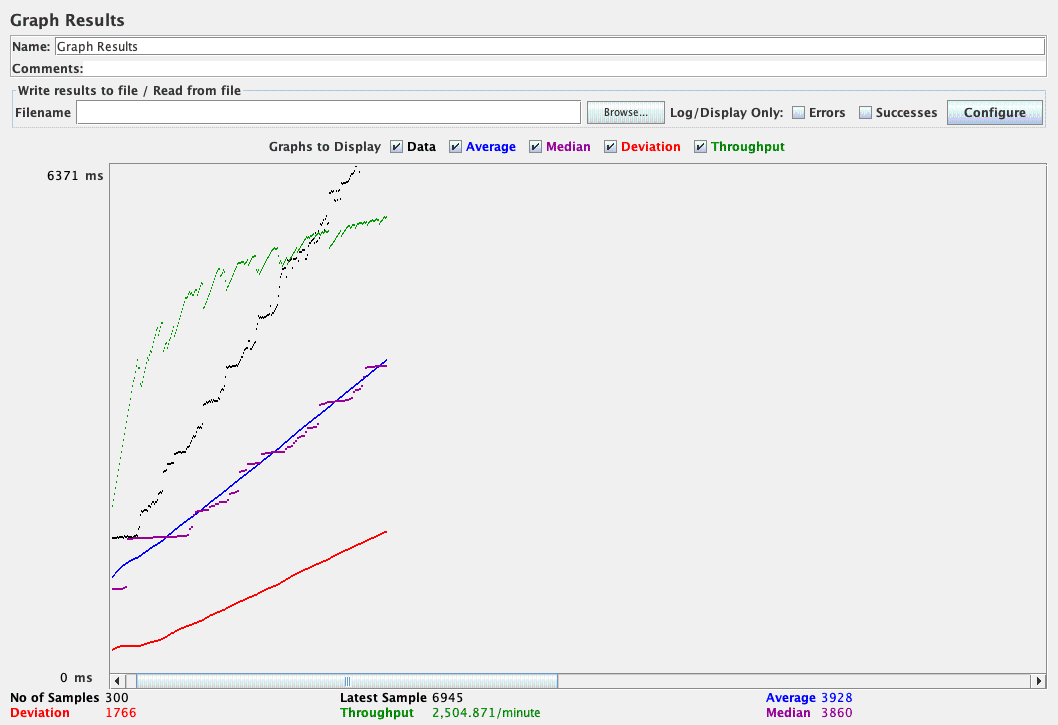 Graph Results
Name: Graph Results
Comments:
Write results to file / Read from file
Filename Browse... Log/Display Only: Errors Successes Configure
Graphs to Display Data Average Median Deviation Throughput
6371 ms
0 ms
No of Samples 300 Latest Sample 6945 Average 3928
Deviation 1766 Throughput 2,504.871/minute Median 3860